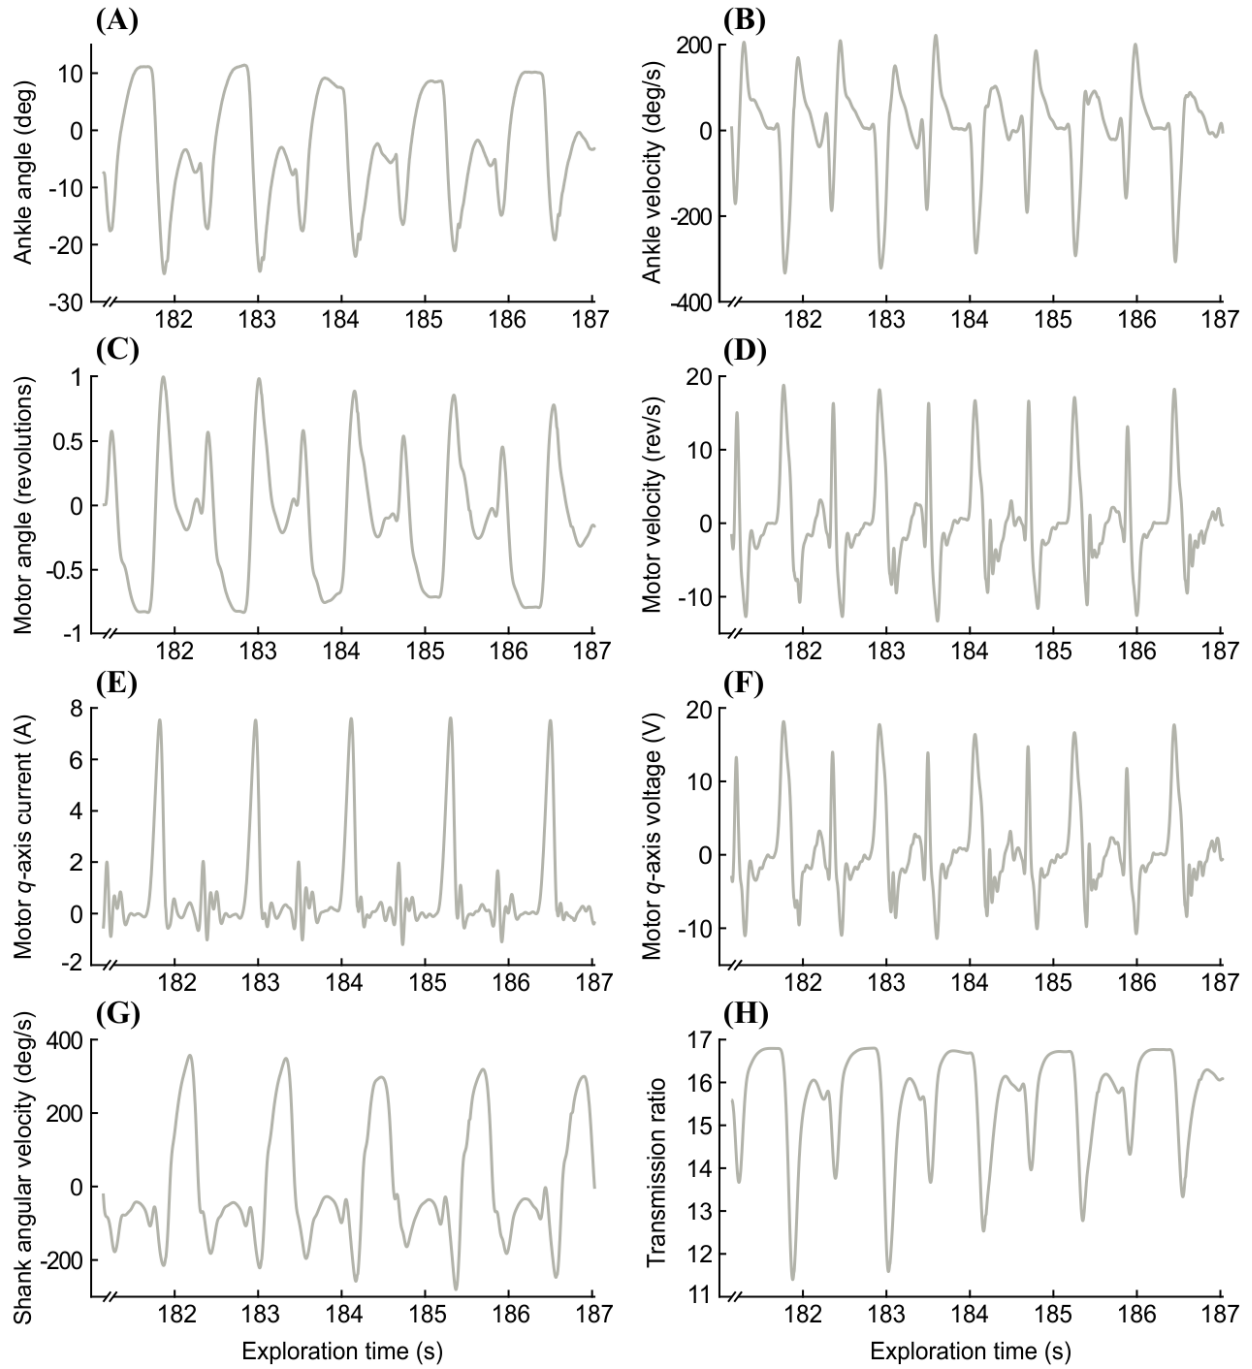 (A)
Ankle angle (deg)
10
0
-10
-20
-30
182 183 184 185 186 187
(B)
Ankle velocity (deg/s)
200
0
-200
-400
182 183 184 185 186 187
(C)
Motor angle (revolutions)
1
0.5
0
-0.5
-1
182 183 184 185 186 187
(D)
Motor velocity (rev/s)
20
10
0
-10
182 183 184 185 186 187
(E)
Motor q-axis current (A)
8
6
4
2
0
-2
182 183 184 185 186 187
(F)
Motor q-axis voltage (V)
20
10
0
-10
182 183 184 185 186 187
(G)
Shank angular velocity (deg/s)
400
200
0
-200
182 183 184 185 186 187
Exploration time (s)
(H)
Transmission ratio
17
16
15
14
13
12
11
182 183 184 185 186 187
Exploration time (s)